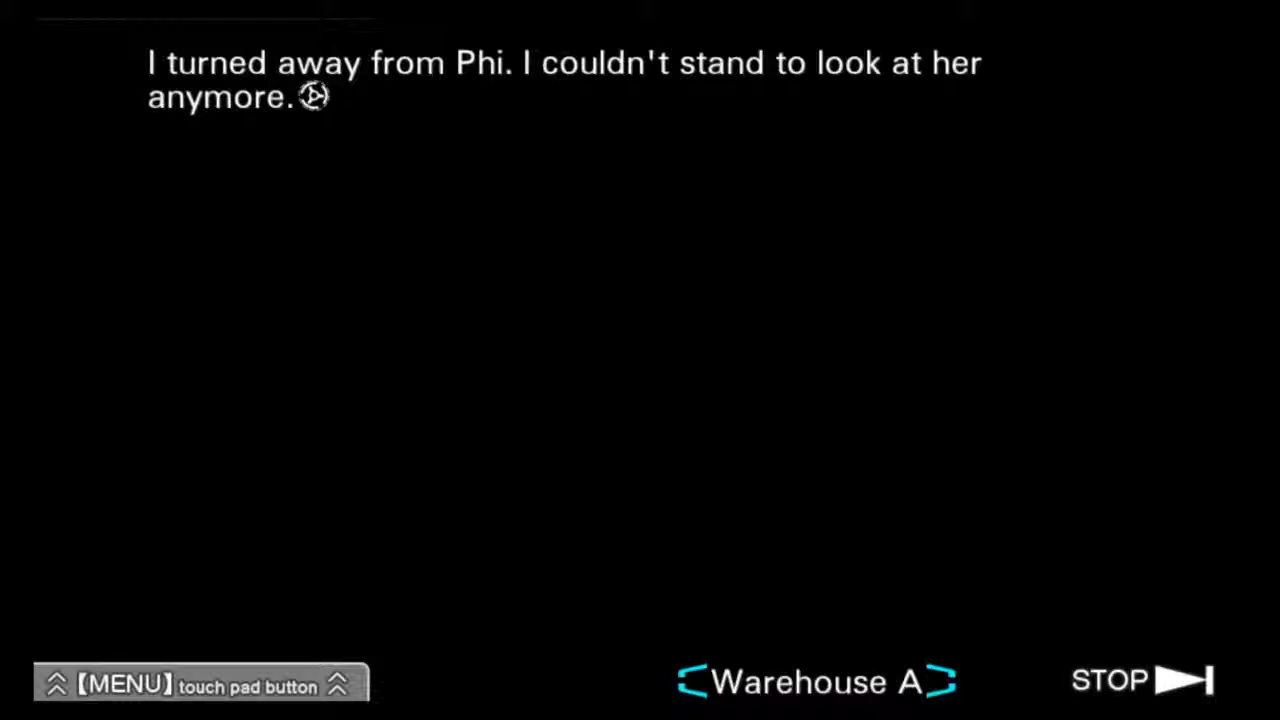 I turned away from Phi. I couldn't stand to look at her
anymore.
【MENU】touch pad button
Warehouse A
STOP